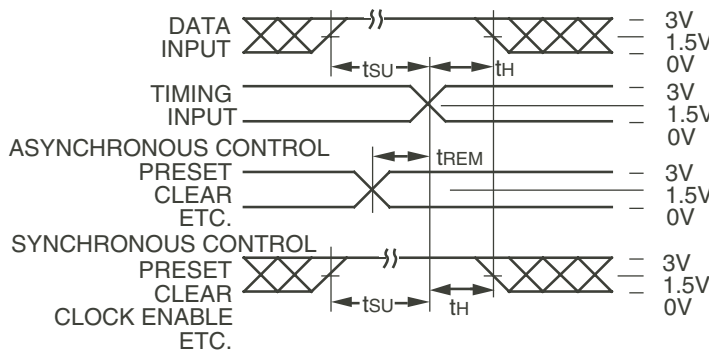 DATA
INPUT
3V
1.5V
0V
tSU
tH
TIMING
INPUT
3V
1.5V
0V
ASYNCHRONOUS CONTROL
PRESET
CLEAR
ETC.
tREM
3V
1.5V
0V
SYNCHRONOUS CONTROL
PRESET
CLEAR
CLOCK ENABLE
ETC.
tSU
tH
3V
1.5V
0V